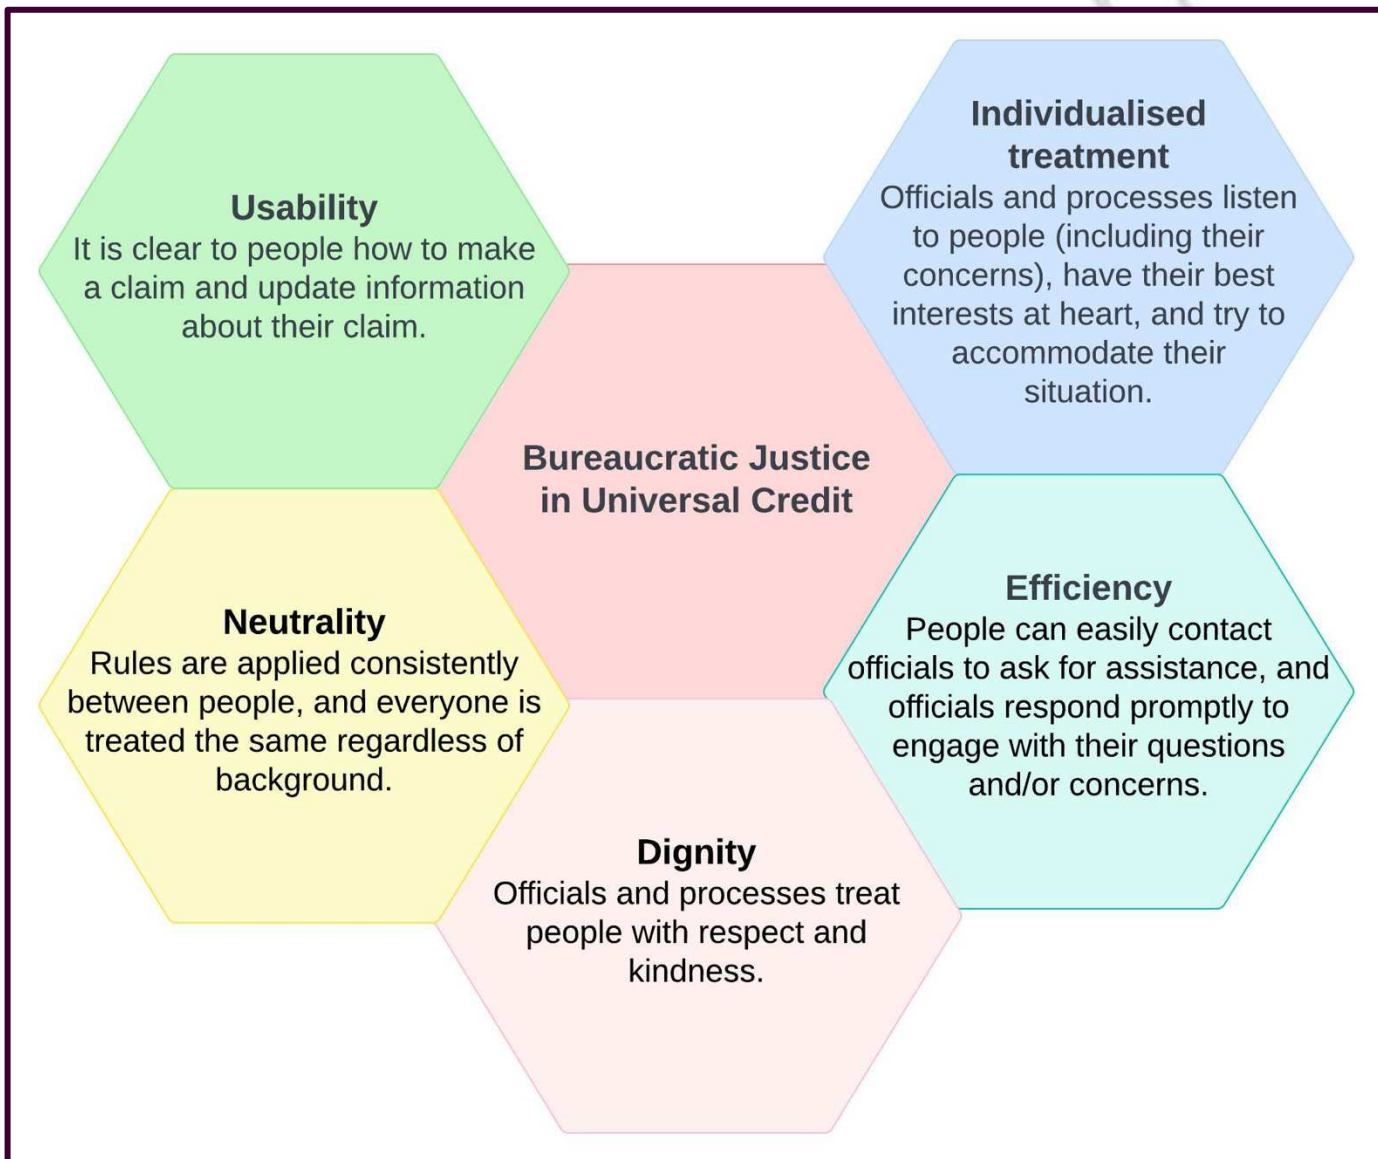 Usability
It is clear to people how to make
a claim and update information
about their claim.
Individualised
treatment
Officials and processes listen
to people (including their
concerns), have their best
interests at heart, and try to
accommodate their
situation.
Bureaucratic Justice
in Universal Credit
Neutrality
Rules are applied consistently
between people, and everyone is
treated the same regardless of
background.
Efficiency
People can easily contact
officials to ask for assistance, and
officials respond promptly to
engage with their questions
and/or concerns.
Dignity
Officials and processes treat
people with respect and
kindness.